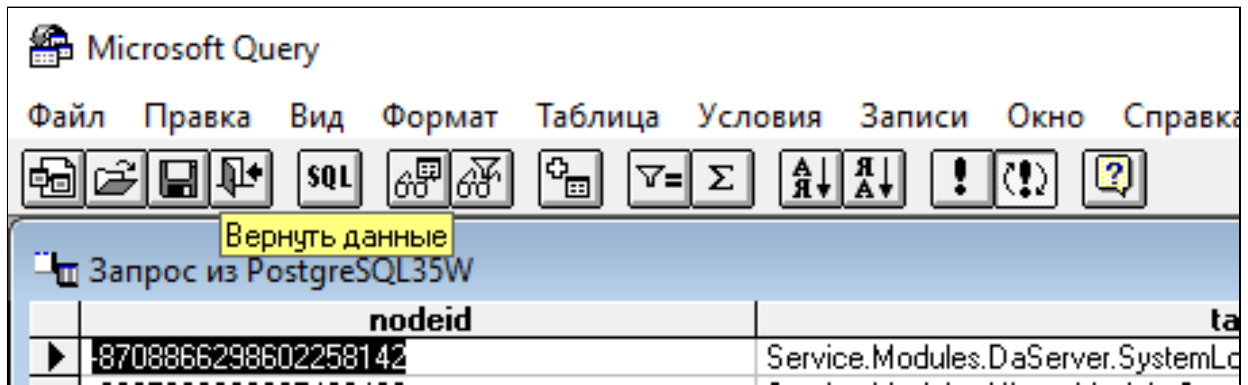 Microsoft Query
Файл Правка Вид Формат Таблица Условия Записи Окно Справка
SQL А Я Я А
Вернуть данные
Запрос из PostgreSQL35W
nodeid ta
-8708866298602258142 Service.Modules.DaServer.SystemLo